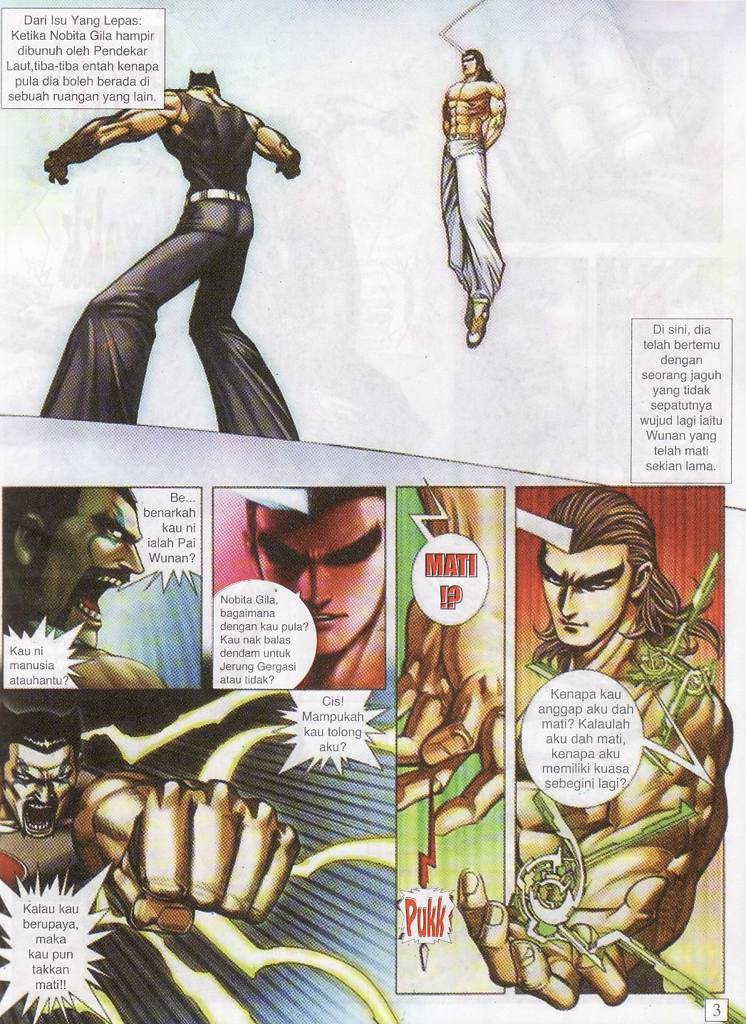 Dari Isu Yang Lepas:
Ketika Nobita Gila hampir
dibunuh oleh Pendekar
Laut,tiba-tiba entah kenapa
pula dia boleh berada di
sebuah ruangan yang lain.
Di sini, dia
telah bertemu
dengan
seorang jaguh
yang tidak
sepatutnya
wujud lagi iaitu
Wunan yang
telah mati
sekian lama.
Be...
benarkah
kau ni
ialah Pai
Wunan?
Kau ni
manusia
atauhantu?
Nobita Gila,
bagaimana
dengan kau pula?
Kau nak balas
dendam untuk
Jerung Gergasi
atau tidak?
MATI
!?
Kenapa kau
anggap aku dah
mati? Kalaulah
aku dah mati,
kenapa aku
memiliki kuasa
sebegini lagi?
Cis!
Mampukah
kau tolong
aku?
Kalau kau
berupaya,
maka
kau pun
takkan
mati!!
Pukk
3